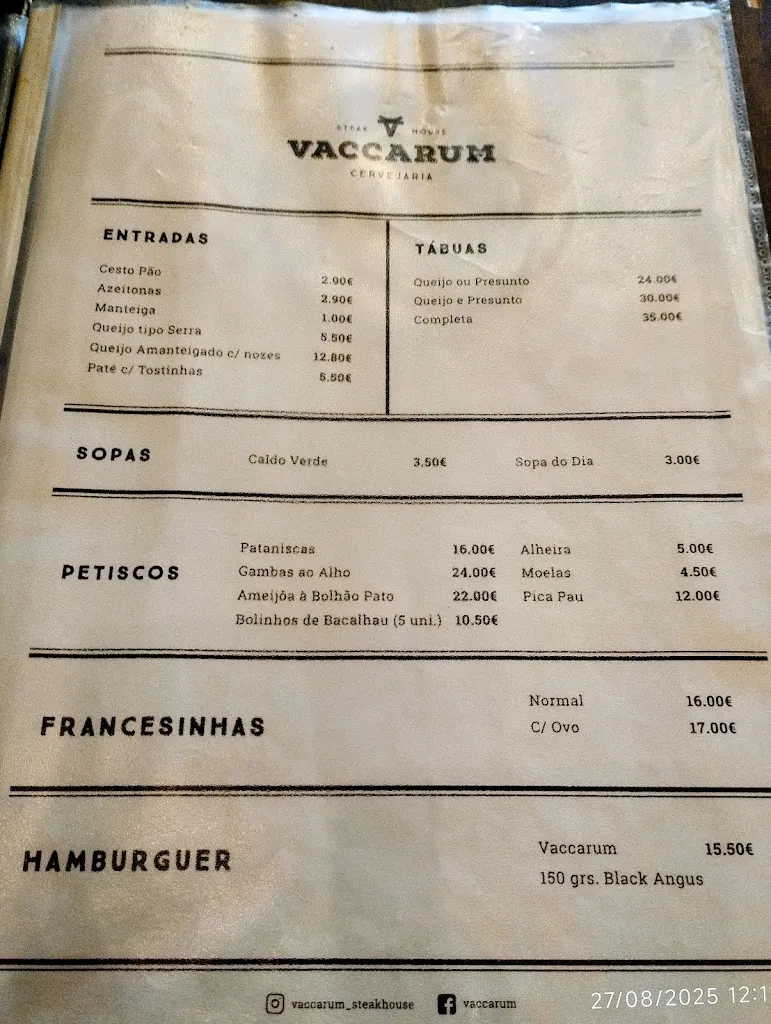 STEAK HOUSE
VACCARUM
CERVEJARIA
ENTRADAS
Cesto Pão 2.90€
Azeitonas 2.90€
Manteiga 1.00€
Queijo tipo Serra 5.50€
Queijo Amanteigado c/ nozes 12.80€
Paté c/ Tostinhas 5.50€
TÁBUAS
Queijo ou Presunto 24.00€
Queijo e Presunto 30.00€
Completa 35.00€
SOPAS
Caldo Verde 3.50€ Sopa do Dia 3.00€
PETISCOS
Pataniscas 16.00€ Alheira 5.00€
Gambas ao Alho 24.00€ Moelas 4.50€
Ameijôa à Bolhão Pato 22.00€ Pica Pau 12.00€
Bolinhos de Bacalhau (5 uni.) 10.50€
FRANCESINHAS
Normal 16.00€
C/ Ovo 17.00€
HAMBURGUER
Vaccarum 15.50€
150 grs. Black Angus
vaccarum_steakhouse vaccarum
27/08/2025 12:1